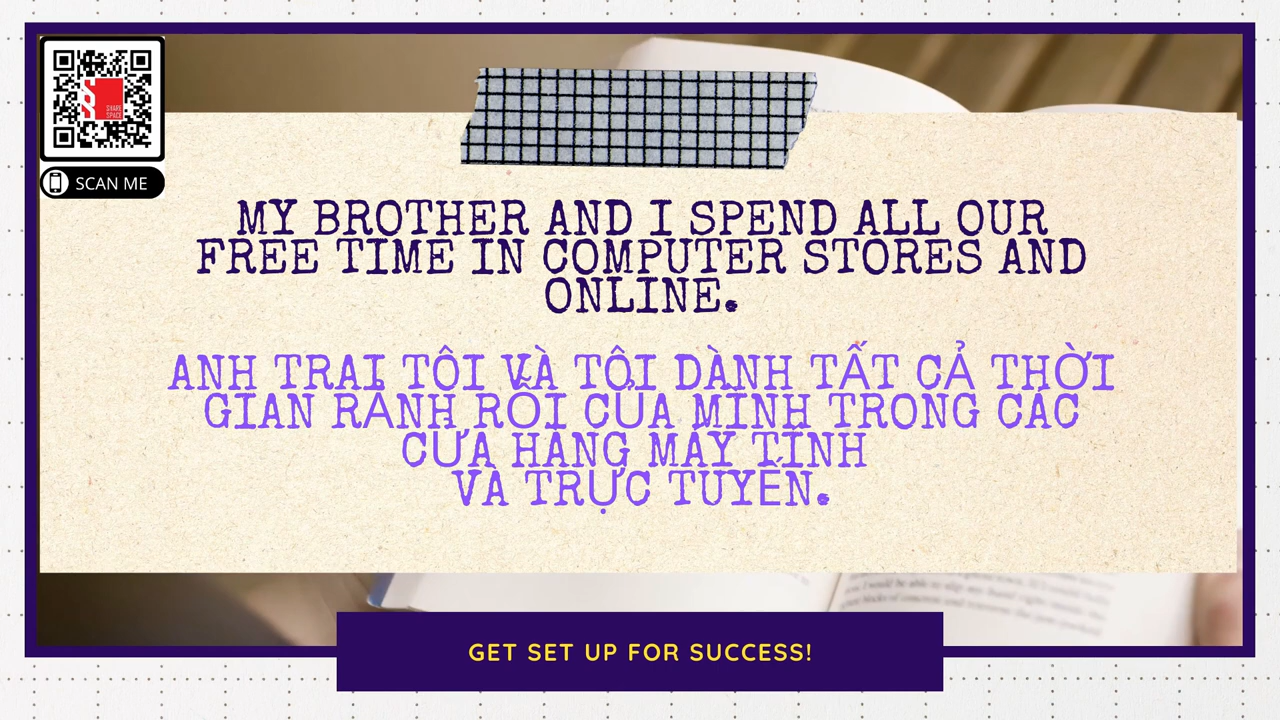 SHARE
SPACE
SCAN ME
MY BROTHER AND I SPEND ALL OUR
FREE TIME IN COMPUTER STORES AND
ONLINE.
ANH TRAI TÔI VÀ TÔI DÀNH TẤT CẢ THỜI
GIAN RẢNH RỖI CỦA MÌNH TRONG CÁC
CỬA HÀNG MÁY TÍNH
VÀ TRỰC TUYẾN.
GET SET UP FOR SUCCESS!